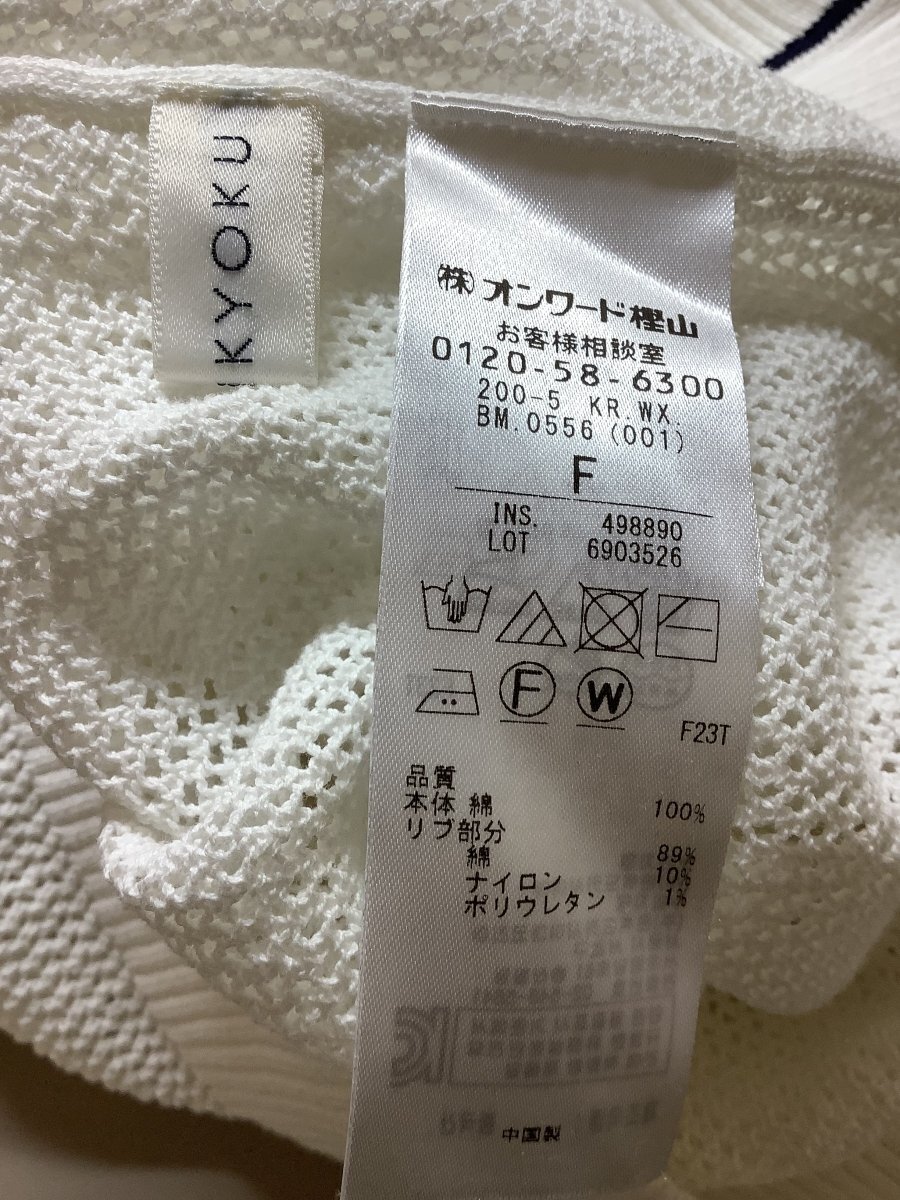 KYOKU
㈱オンワード樫山
お客様相談室
0120-58-6300
200-5 KR.WX.
BM.0556(001)
F
INS. 498890
LOT 6903526
F
W
F23T
品質
本体 綿 100%
リブ部分
綿 89%
ナイロン 10%
ポリウレタン 1%
中国製